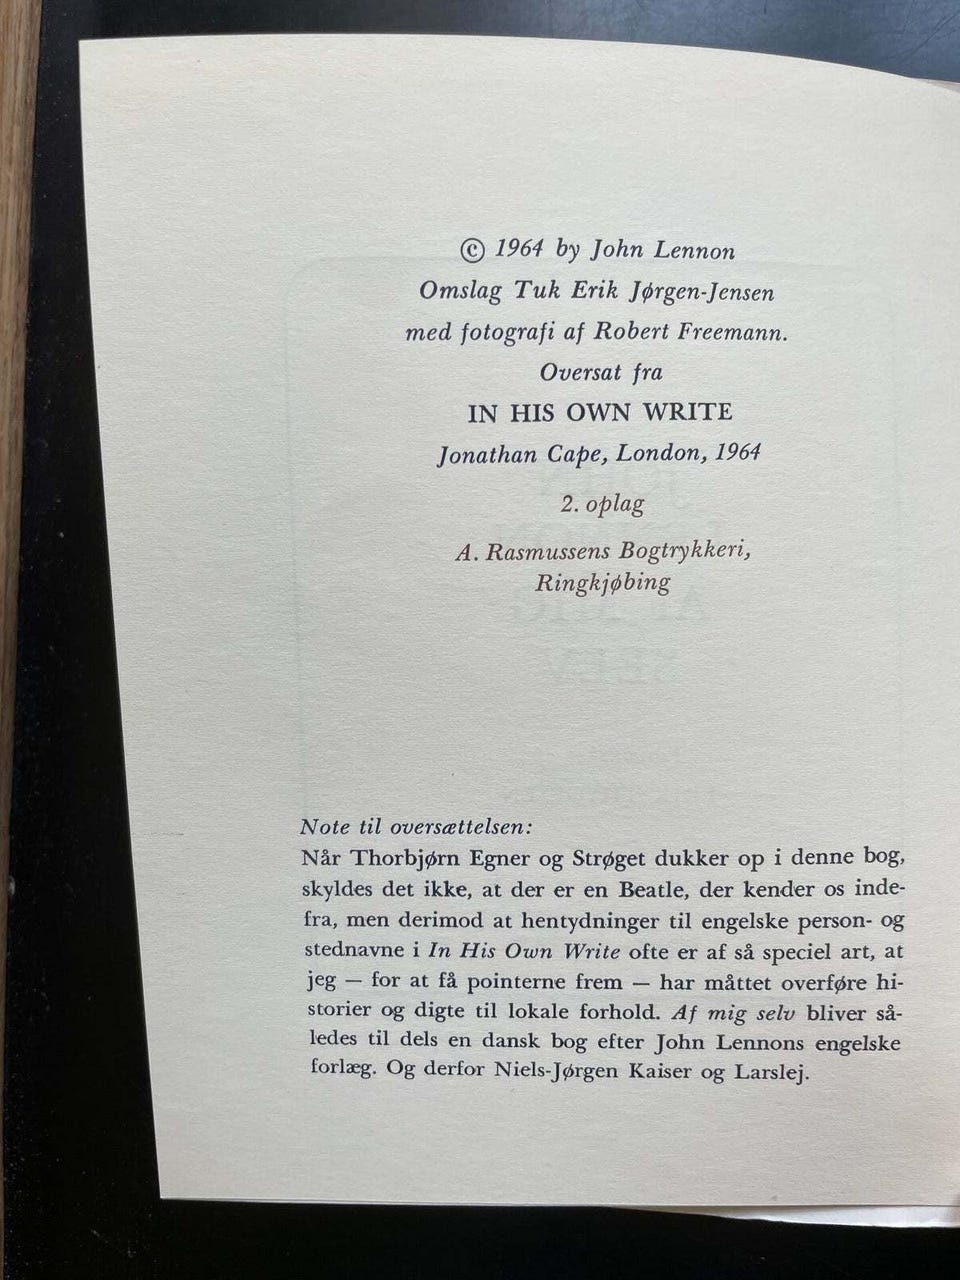 © 1964 by John Lennon
Omslag Tuk Erik Jørgen-Jensen
med fotografi af Robert Freemann.
Oversat fra
IN HIS OWN WRITE
Jonathan Cape, London, 1964
2. oplag
A. Rasmussens Bogtrykkeri,
Ringkjøbing
Note til oversættelsen:
Når Thorbjørn Egner og Strøget dukker op i denne bog,
skyldes det ikke, at der er en Beatle, der kender os inde-
fra, men derimod at hentydninger til engelske person- og
stednavne i In His Own Write ofte er af så speciel art, at
jeg — for at få pointerne frem — har måttet overføre hi-
storier og digte til lokale forhold. Af mig selv bliver så-
ledes til dels en dansk bog efter John Lennons engelske
forlæg. Og derfor Niels-Jørgen Kaiser og Larslej.